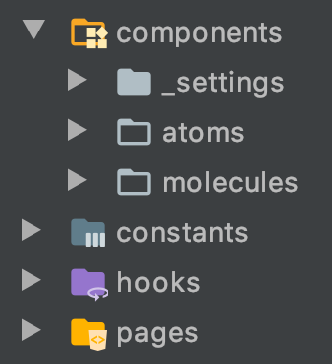 components
_settings
atoms
molecules
constants
hooks
pages